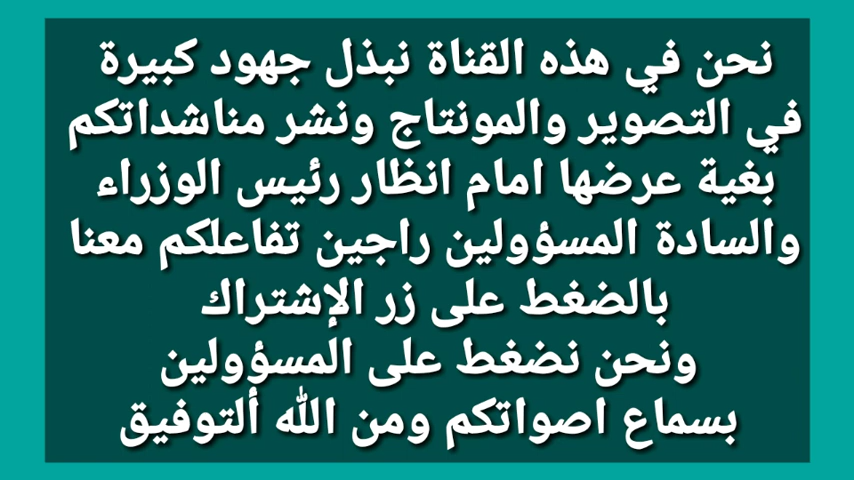 نحن في هذه القناة نبذل جهود كبيرة
في التصوير والمونتاج ونشر مناشداتكم
بغية عرضها امام انظار رئيس الوزراء
والسادة المسؤولين راجين تفاعلكم معنا
بالضغط على زر الإشتراك
ونحن نضغط على المسؤولين
بسماع اصواتكم ومن الله ألتوفيق